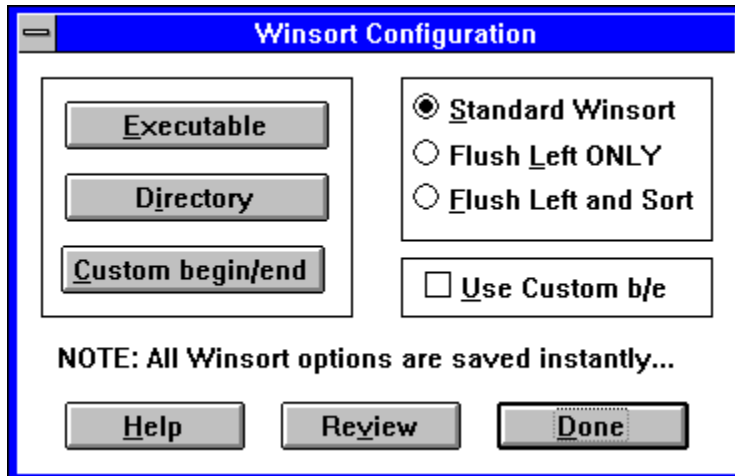 Winsort Configuration
Executable
Directory
Custom begin/end
Standard Winsort
Flush Left ONLY
Flush Left and Sort
Use Custom b/e
NOTE: All Winsort options are saved instantly...
Help
Review
Done